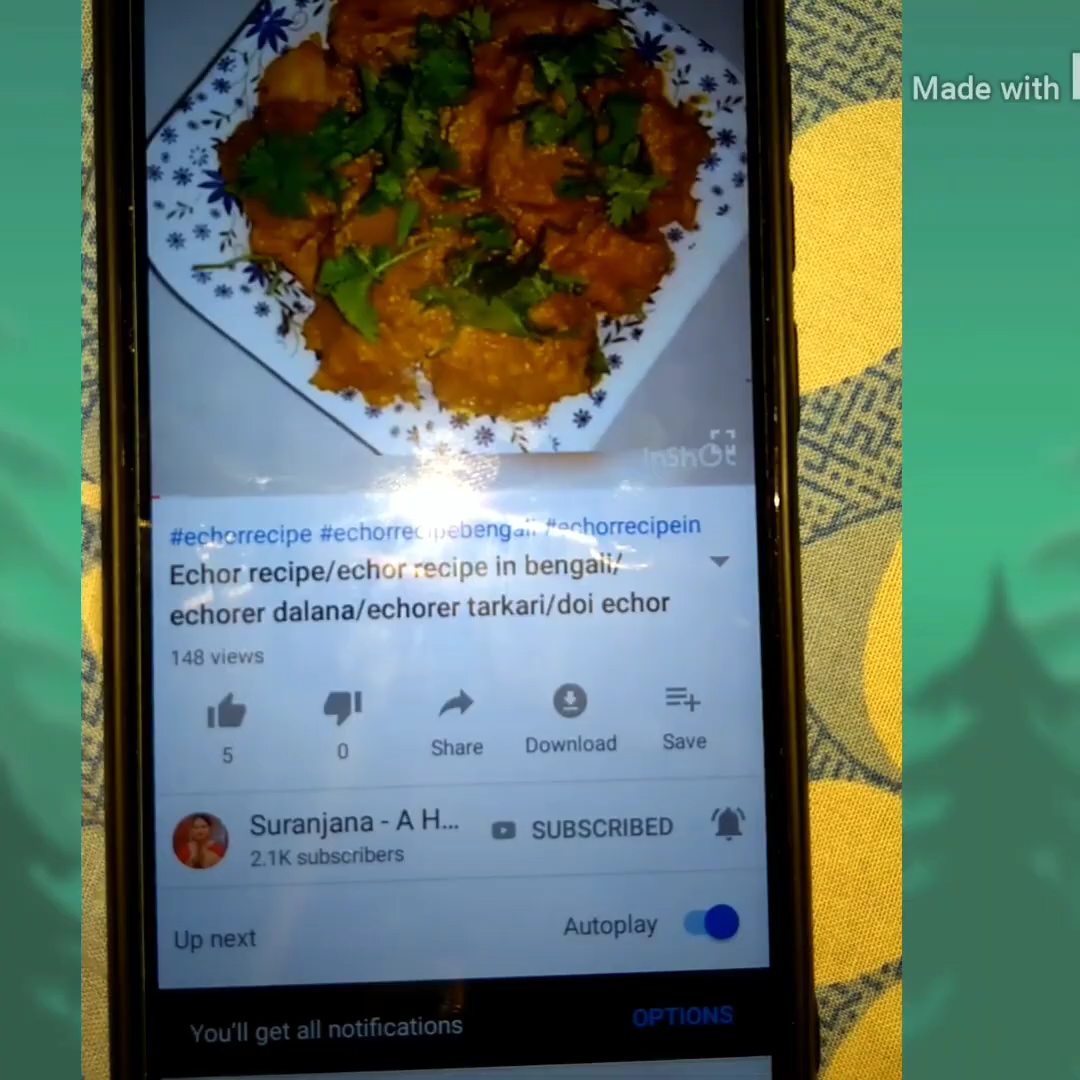 Made with
InShOt
#echorrecipe #echorrecipebengali #echorrecipein
Echor recipe/echor recipe in bengali/
echorer dalana/echorer tarkari/doi echor
148 views
5
0
Share
Download
Save
Suranjana - A H...
2.1K subscribers
SUBSCRIBED
Up next
Autoplay
You'll get all notifications
OPTIONS